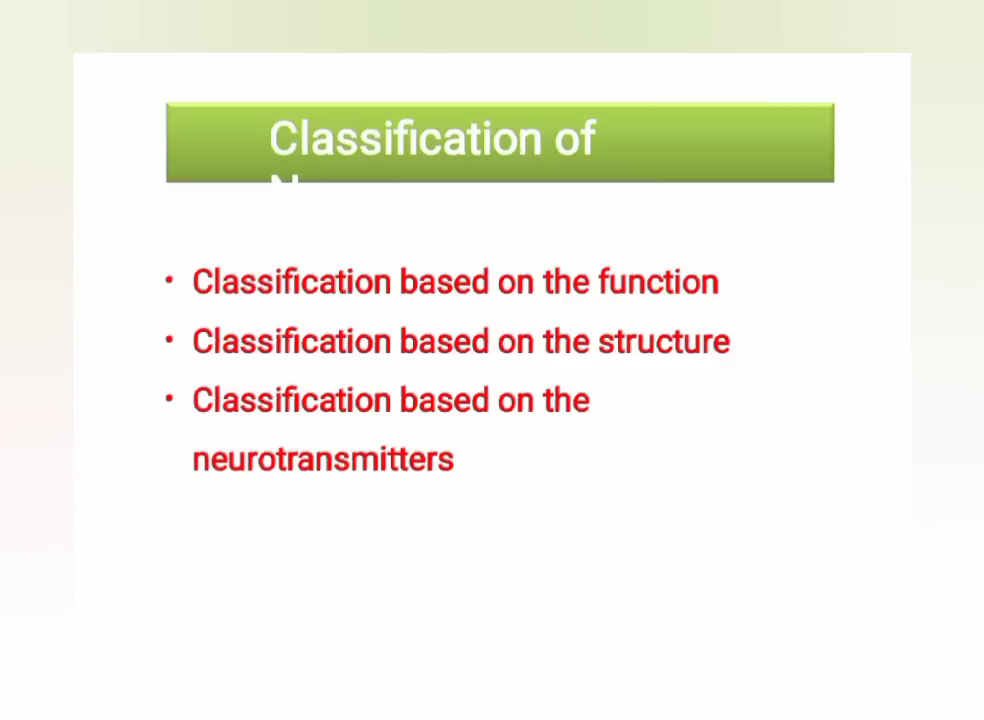 Classification of
• Classification based on the function
• Classification based on the structure
• Classification based on the
neurotransmitters